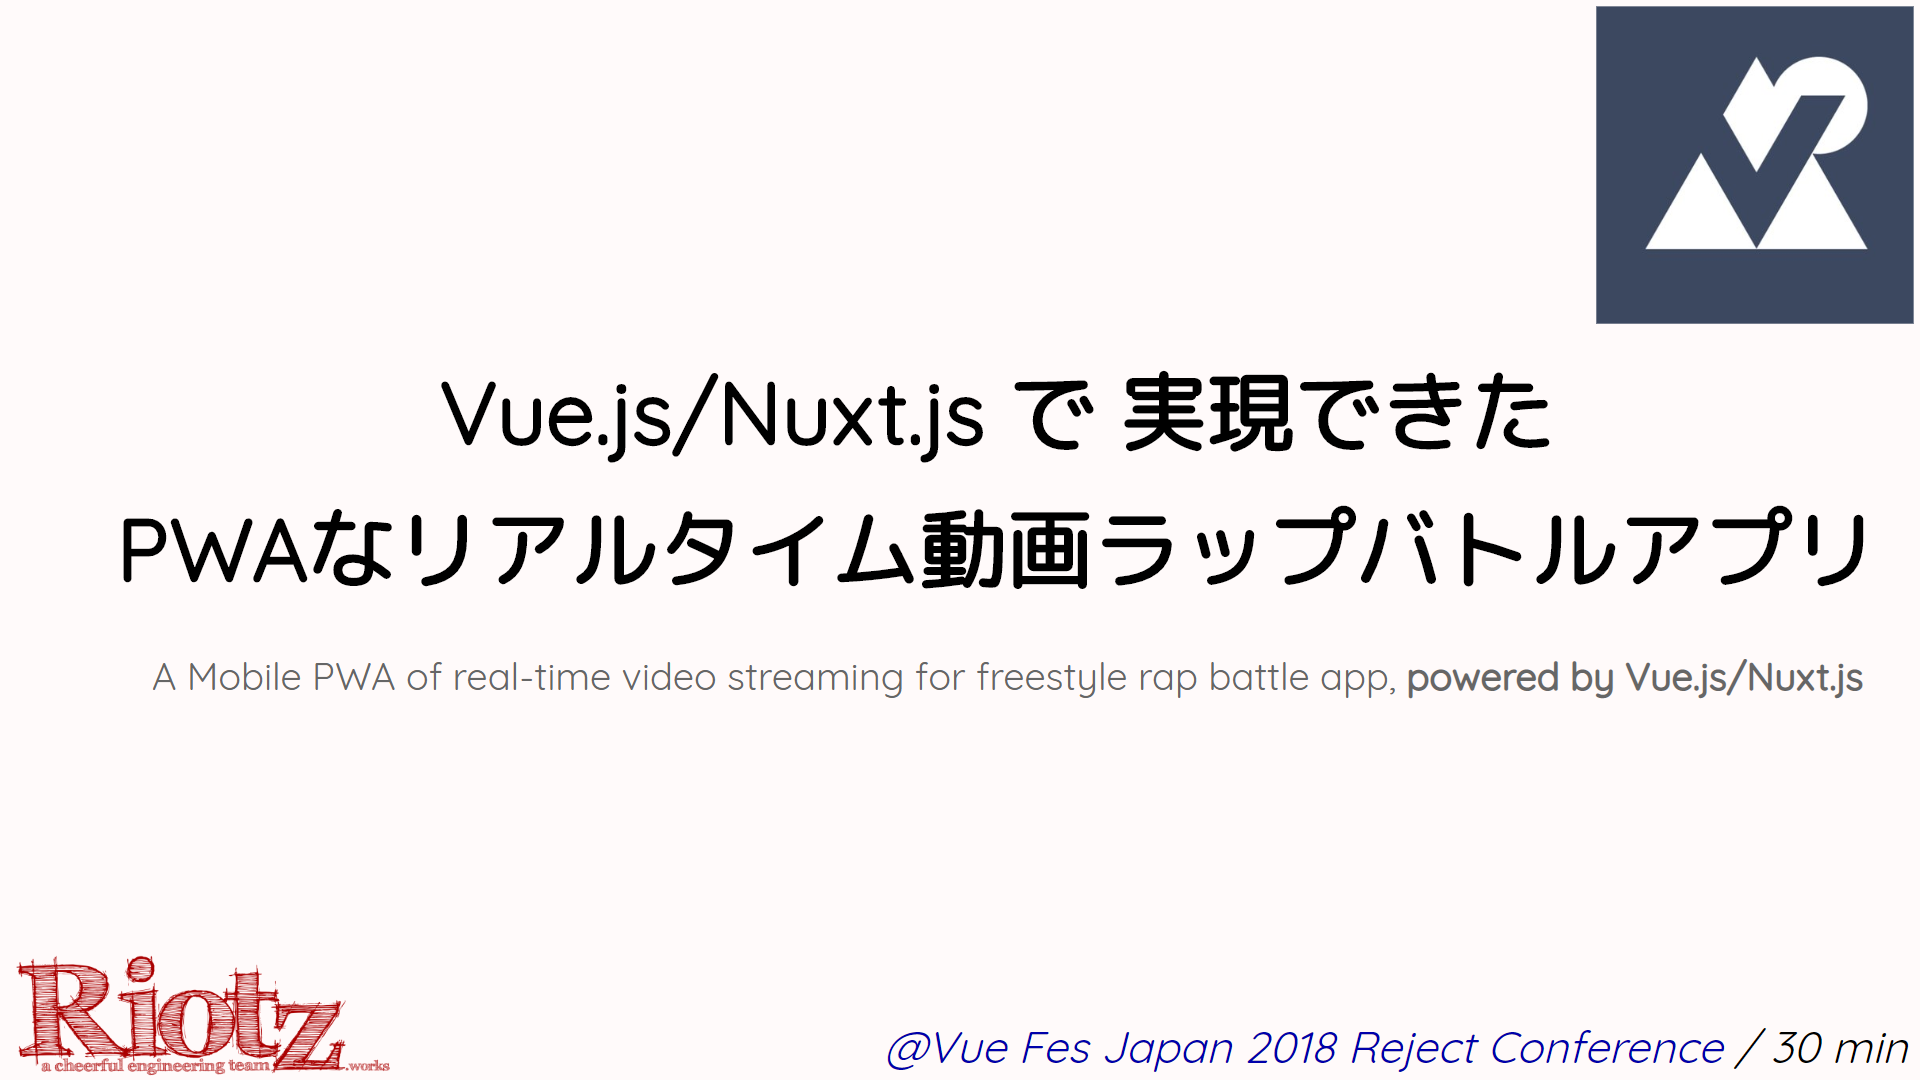 Vue.js/Nuxt.js で 実現できた
PWAなリアルタイム動画ラップバトルアプリ
A Mobile PWA of real-time video streaming for freestyle rap battle app, powered by Vue.js/Nuxt.js
Riotz
a cheerful engineering team .works
@Vue Fes Japan 2018 Reject Conference / 30 min